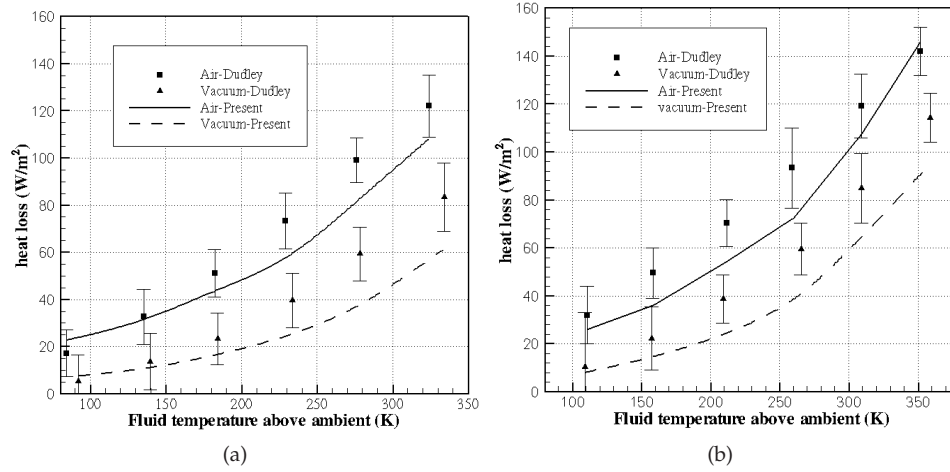 160
140
120
100
80
60
40
20
0
heat loss (W/m²)
Air-Dudley
Vacuum-Dudley
Air-Present
Vacuum-Present
100 150 200 250 300 350
Fluid temperature above ambient (K)
(a)
160
140
120
100
80
60
40
20
0
heat loss (W/m²)
Air-Dudley
Vacuum-Dudley
Air-Present
vacuum-Present
100 150 200 250 300 350
Fluid temperature above ambient (K)
(b)